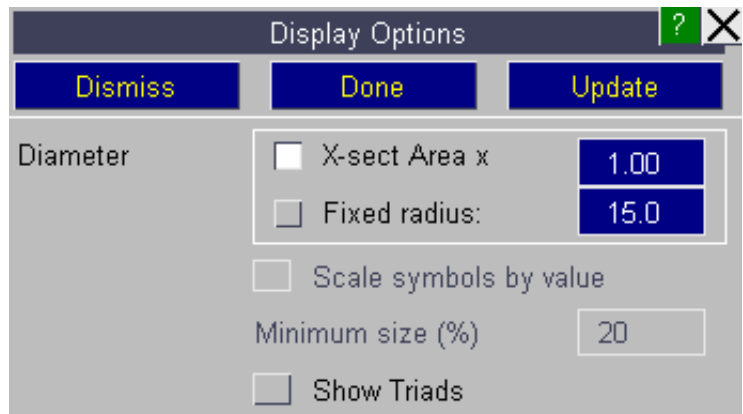 Display Options ? X
Dismiss Done Update
Diameter X-sect Area x 1.00
Fixed radius: 15.0
Scale symbols by value
Minimum size (%) 20
Show Triads